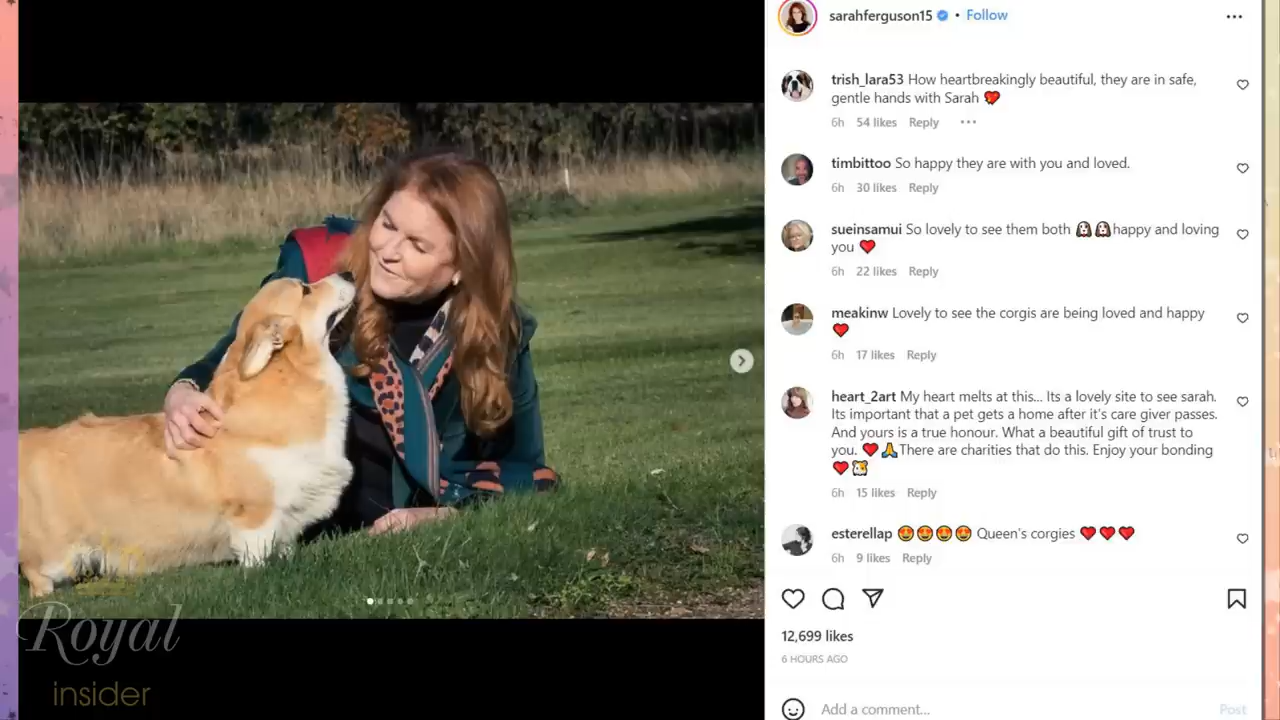 sarahferguson15 • Follow
trish_lara53 How heartbreakingly beautiful, they are in safe,
gentle hands with Sarah 💝
6h 54 likes Reply
timbittoo So happy they are with you and loved.
6h 30 likes Reply
sueinsamui So lovely to see them both 🐶🐶happy and loving
you ❤️
6h 22 likes Reply
meakinw Lovely to see the corgis are being loved and happy
❤️
6h 17 likes Reply
heart_2art My heart melts at this... Its a lovely site to see sarah.
Its important that a pet gets a home after it's care giver passes.
And yours is a true honour. What a beautiful gift of trust to
you. ❤️🙏There are charities that do this. Enjoy your bonding
❤️🐹
6h 15 likes Reply
esterellap 😍😍😍😍 Queen's corgies ❤️❤️❤️
6h 9 likes Reply
12,699 likes
6 HOURS AGO
Add a comment... Post
Royal
insider